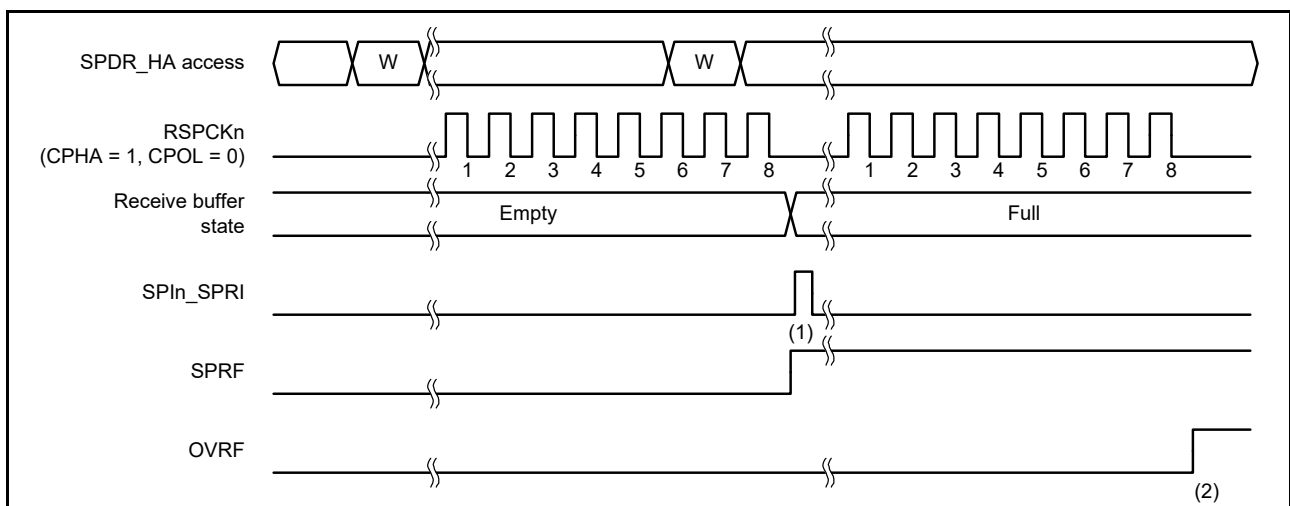 SPDR_HA access
W
W
RSPCKn
(CPHA = 1, CPOL = 0)
1 2 3 4 5 6 7 8
1 2 3 4 5 6 7 8
Receive buffer
state
Empty
Full
SPIn_SPRI
(1)
SPRF
OVRF
(2)